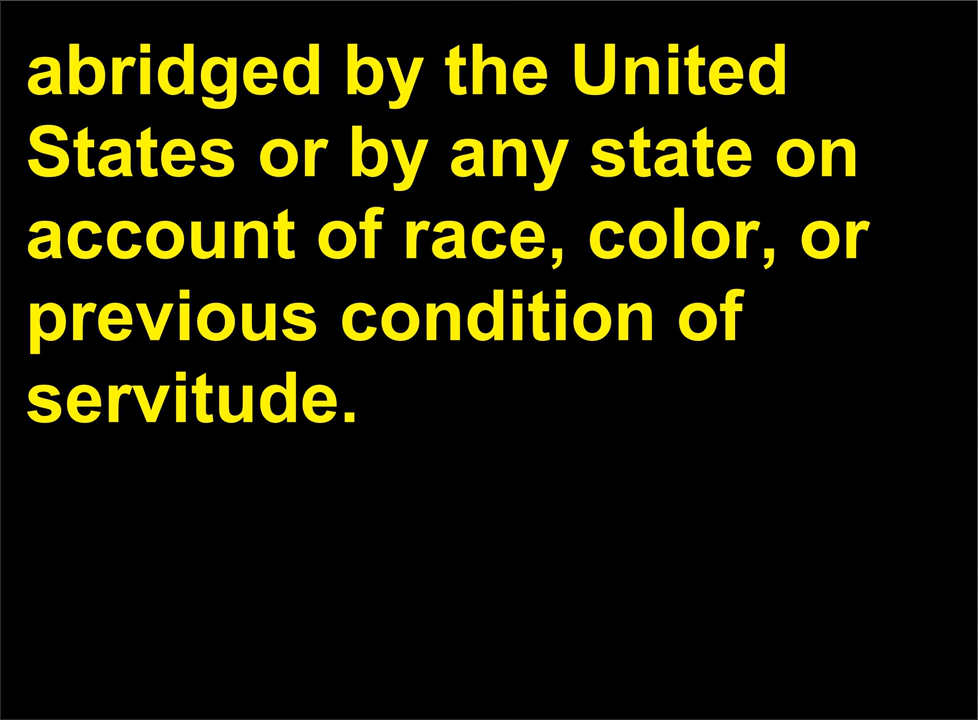 abridged by the United
States or by any state on
account of race, color, or
previous condition of
servitude.